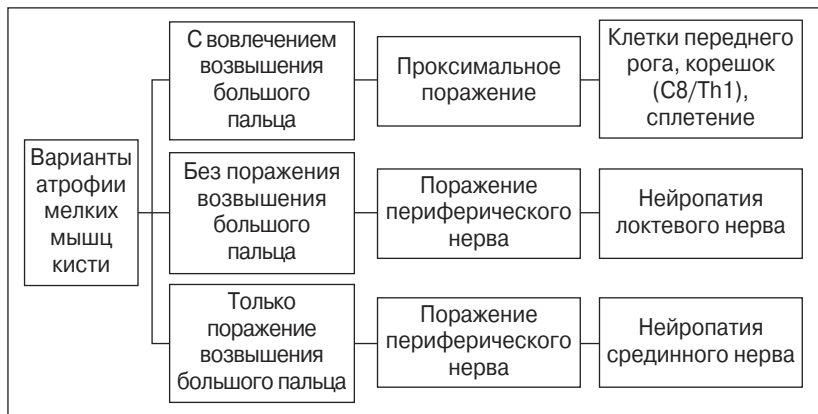 Варианты
атрофии
мелких
мышц
кисти
С вовлечением
возвышения
большого
пальца
Проксимальное
поражение
Клетки переднего
рога, корешок
(C8/Th1),
сплетение
Без поражения
возвышения
большого
пальца
Поражение
периферического
нерва
Нейропатия
локтевого нерва
Только
поражение
возвышения
большого пальца
Поражение
периферического
нерва
Нейропатия
срединного нерва